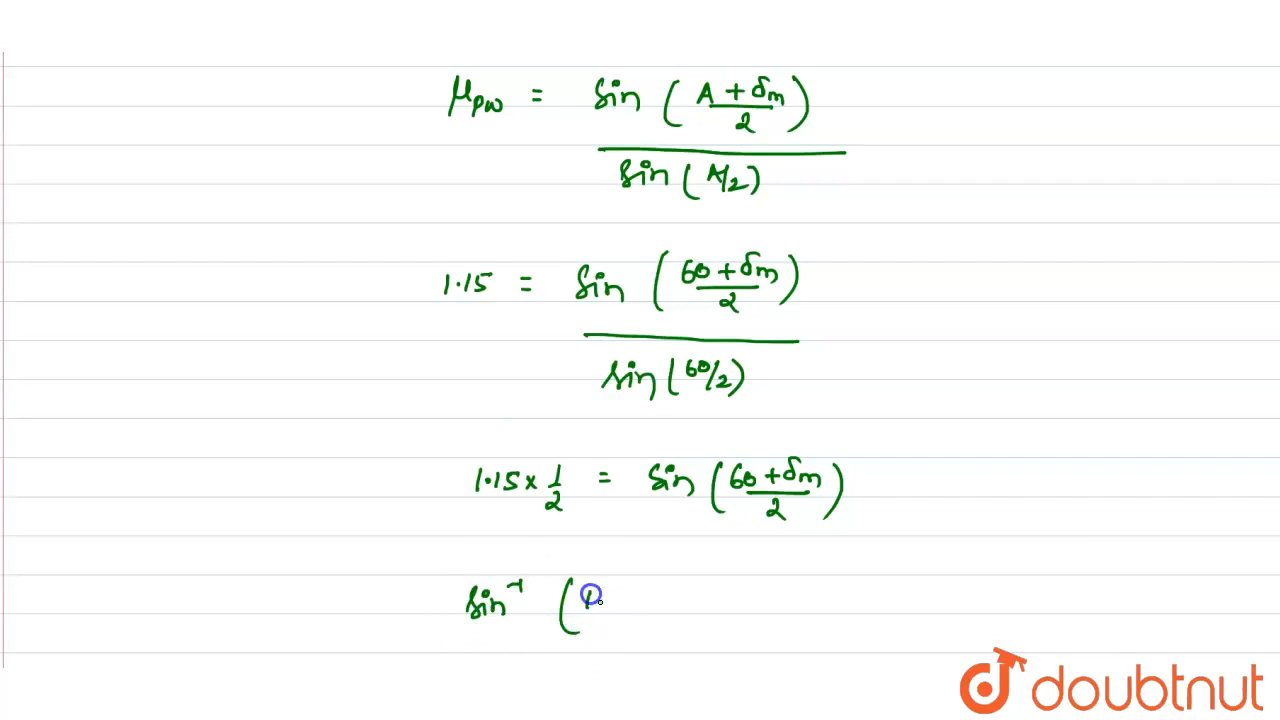 μpw = sin (A + δm / 2)
sin (A/2)
1.15 = sin (60 + δm / 2)
sin (60/2)
1.15 × 1/2 = sin (60 + δm / 2)
sin⁻¹ (1.
doubtnut